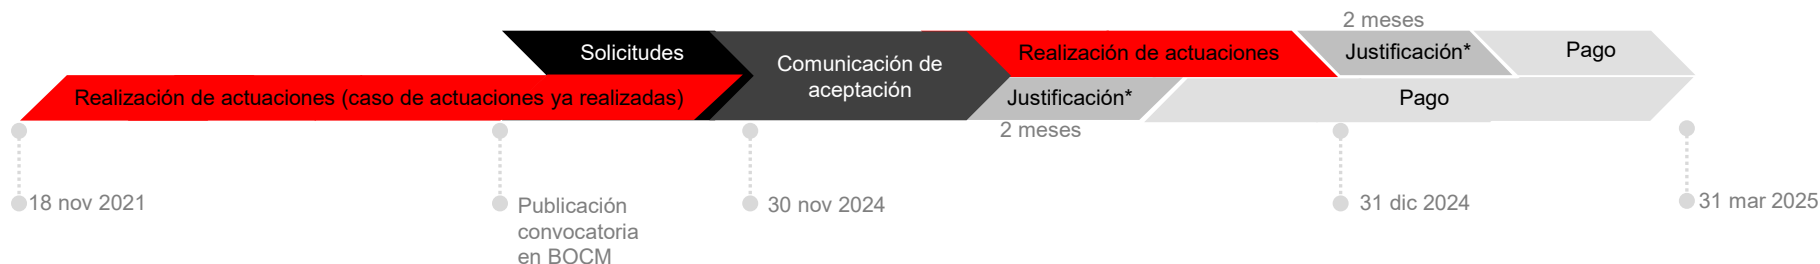 2 meses
Solicitudes
Comunicación de
aceptación
Realización de actuaciones
Justificación*
Pago
Realización de actuaciones (caso de actuaciones ya realizadas)
Justificación*
Pago
2 meses
18 nov 2021
Publicación
convocatoria
en BOCM
30 nov 2024
31 dic 2024
31 mar 2025